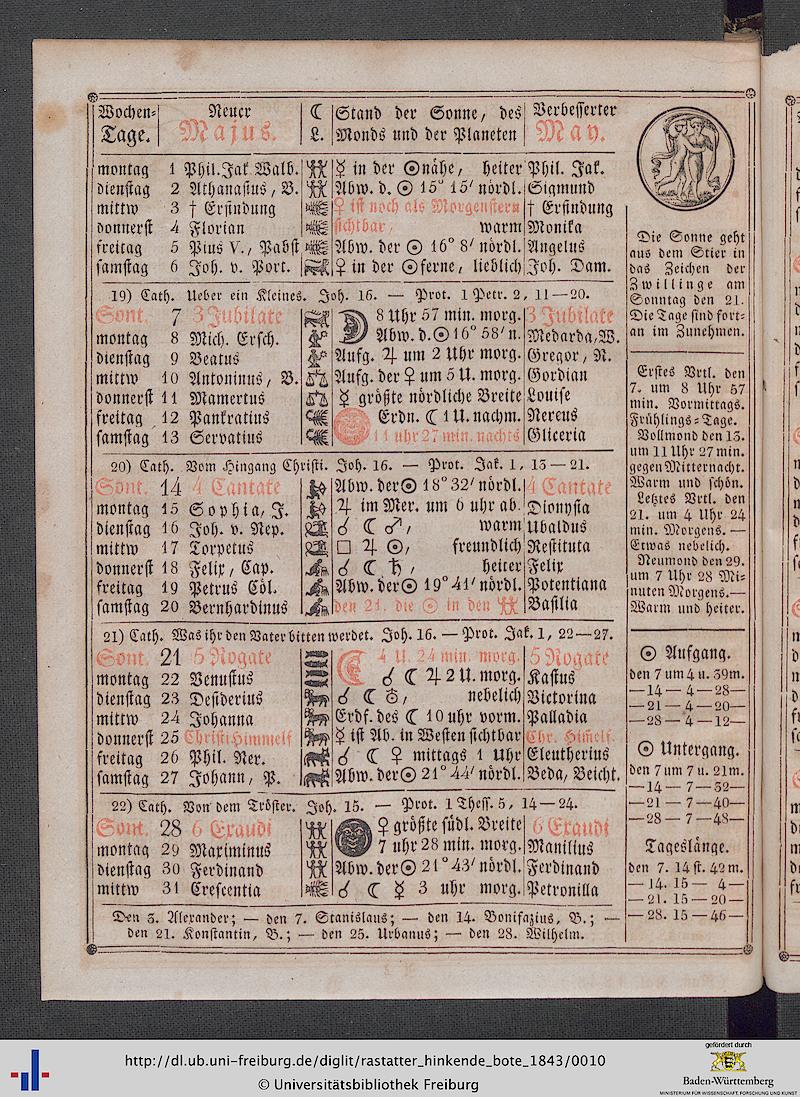 Wochen- Neuer ☾ Stand der Sonne, des Verbesserter
Tage. Majus. L. Monds und der Planeten May.
montag 1 Phil. Jak. Walb. ☿ in der ☉nähe, heiter Phil. Jak.
dienstag 2 Athanasius, B. Abw. d. ☉ 15° 15′ nördl. Sigmund
mittw 3 † Erfindung ♀ ist noch als Morgenstern † Erfindung
donnerst 4 Florian sichtbar, warm Monika
freitag 5 Pius V., Pabst Abw. der ☉ 16° 8′ nördl. Angelus
samstag 6 Joh. v. Port. ♀ in der ☉ferne, lieblich Joh. Dam.
19) Cath. Ueber ein Kleines. Joh. 16. — Prot. 1 Petr. 2, 11—20.
Sont. 7 3 Jubilate 8 Uhr 57 min. morg. 3 Jubilate
montag 8 Mich. Ersch. Abw. d. ☉ 16° 58′ n. Medarda, W.
dienstag 9 Beatus Aufg. ♃ um 2 Uhr morg. Gregor, N.
mittw 10 Antoninus, B. Aufg. der ♀ um 5 U. morg. Gordian
donnerst 11 Mamertus ☿ größte nördliche Breite Louise
freitag 12 Pankratius Erdn. ☾ 1 U. nachm. Nereus
samstag 13 Servatius 11 uhr 27 min. nachts Gliceria
20) Cath. Vom Hingang Christi. Joh. 16. — Prot. Jak. 1, 13—21.
Sont. 14 4 Cantate Abw. der ☉ 18° 32′ nördl. 4 Cantate
montag 15 Sophia, J. ♃ im Mer. um 6 uhr ab. Dionysia
dienstag 16 Joh. v. Nep. ☌ ☾ ♂, warm Ubaldus
mittw 17 Torpetus □ ♃ ☉, freundlich Restituta
donnerst 18 Felix, Cap. ☌ ☾ ♄, heiter Felix
freitag 19 Petrus Cöl. Abw. der ☉ 19° 41′ nördl. Potentiana
samstag 20 Bernhardinus den 21. die ☉ in den ♊ Basilia
21) Cath. Was ihr den Vater bitten werdet. Joh. 16. — Prot. Jak. 1, 22—27.
Sont. 21 5 Rogate 4 U. 24 min. morg. 5 Rogate
montag 22 Venustus ☌ ☾ ♃ 2 U. morg. Kastus
dienstag 23 Desiderius ☌ ☾ ♅, nebelich Victorina
mittw 24 Johanna Erdf. des ☾ 10 uhr vorm. Palladia
donnerst 25 Christi Himmelf ☿ ist Ab. in Westen sichtbar Chr. Himelf.
freitag 26 Phil. Ner. ☌ ☾ ♀ mittags 1 Uhr Eleutherius
samstag 27 Johann, P. Abw. der ☉ 21° 44′ nördl. Beda, Beicht.
22) Cath. Von dem Tröster. Joh. 15. — Prot. 1 Thess. 5, 14—24.
Sont. 28 6 Exaudi ♀ größte südl. Breite 6 Exaudi
montag 29 Maximinus 7 uhr 28 min. morg. Manilius
dienstag 30 Ferdinand Abw. der ☉ 21° 43′ nördl. Ferdinand
mittw 31 Crescentia ☌ ☾ ☿ 3 uhr morg. Petronilla
Den 3. Alexander; — den 7. Stanislaus; — den 14. Bonifazius, B.; —
den 21. Konstantin, B.; — den 25. Urbanus; — den 28. Wilhelm.
Die Sonne geht
aus dem Stier in
das Zeichen der
Zwillinge am
Sonntag den 21.
Die Tage sind fort-
an im Zunehmen.
Erstes Vrtl. den
7. um 8 Uhr 57
min. Vormittags.
Frühlings-Tage.
Vollmond den 13.
um 11 Uhr 27 min.
gegen Mitternacht.
Warm und schön.
Letztes Vrtl. den
21. um 4 Uhr 24
min. Morgens. —
Etwas nebelich.
Neumond den 29.
um 7 Uhr 28 Mi-
nuten Morgens.—
Warm und heiter.
☉ Aufgang.
den 7 um 4 u. 39m.
—14 — 4 —28—
—21 — 4 —20—
—28 — 4 —12—
☉ Untergang.
den 7 um 7 u. 21m.
—14 — 7 —32—
—21 — 7 —40—
—28 — 7 —48—
Tageslänge.
den 7. 14 st. 42 m.
— 14. 15 — 4—
— 21. 15 — 20—
— 28. 15 — 46—
http://dl.ub.uni-freiburg.de/diglit/rastatter_hinkende_bote_1843/0010
© Universitätsbibliothek Freiburg
gefördert durch
Baden-Württemberg
MINISTERIUM FÜR WISSENSCHAFT, FORSCHUNG UND KUNST